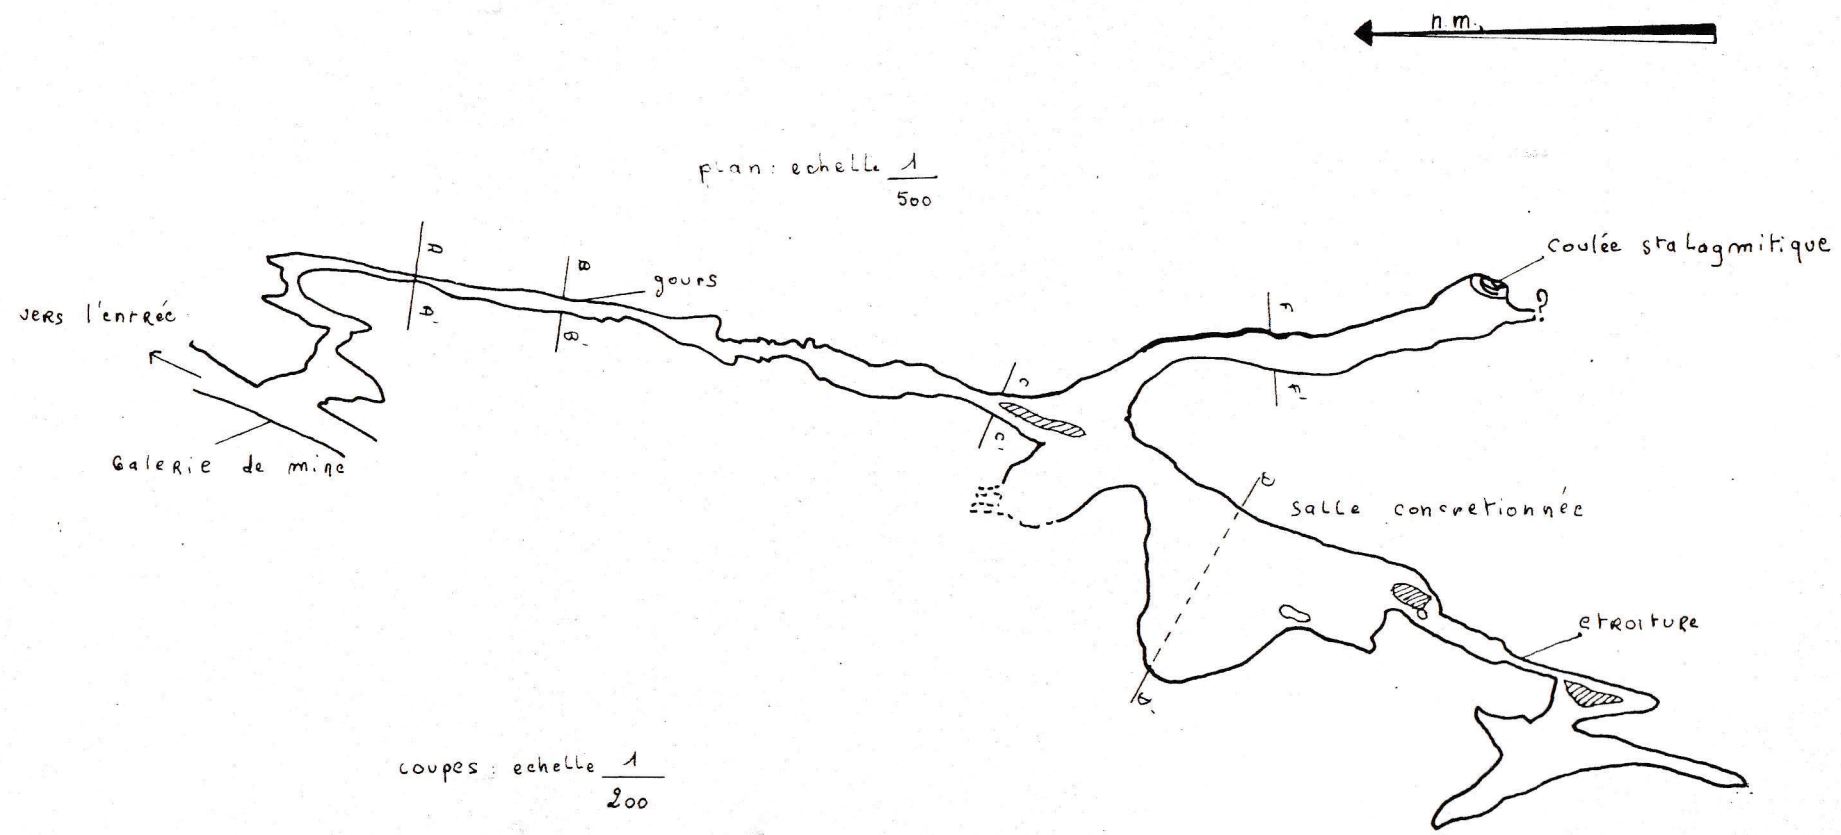 n.m.
plan: echelle 1
500
coulée stalagmitique
?
A
B
gours
F
vers l'entrée
A'
B'
C
F'
C'
Galerie de mine
E
salle concretionnée
etroiture
E'
coupes: echelle 1
200